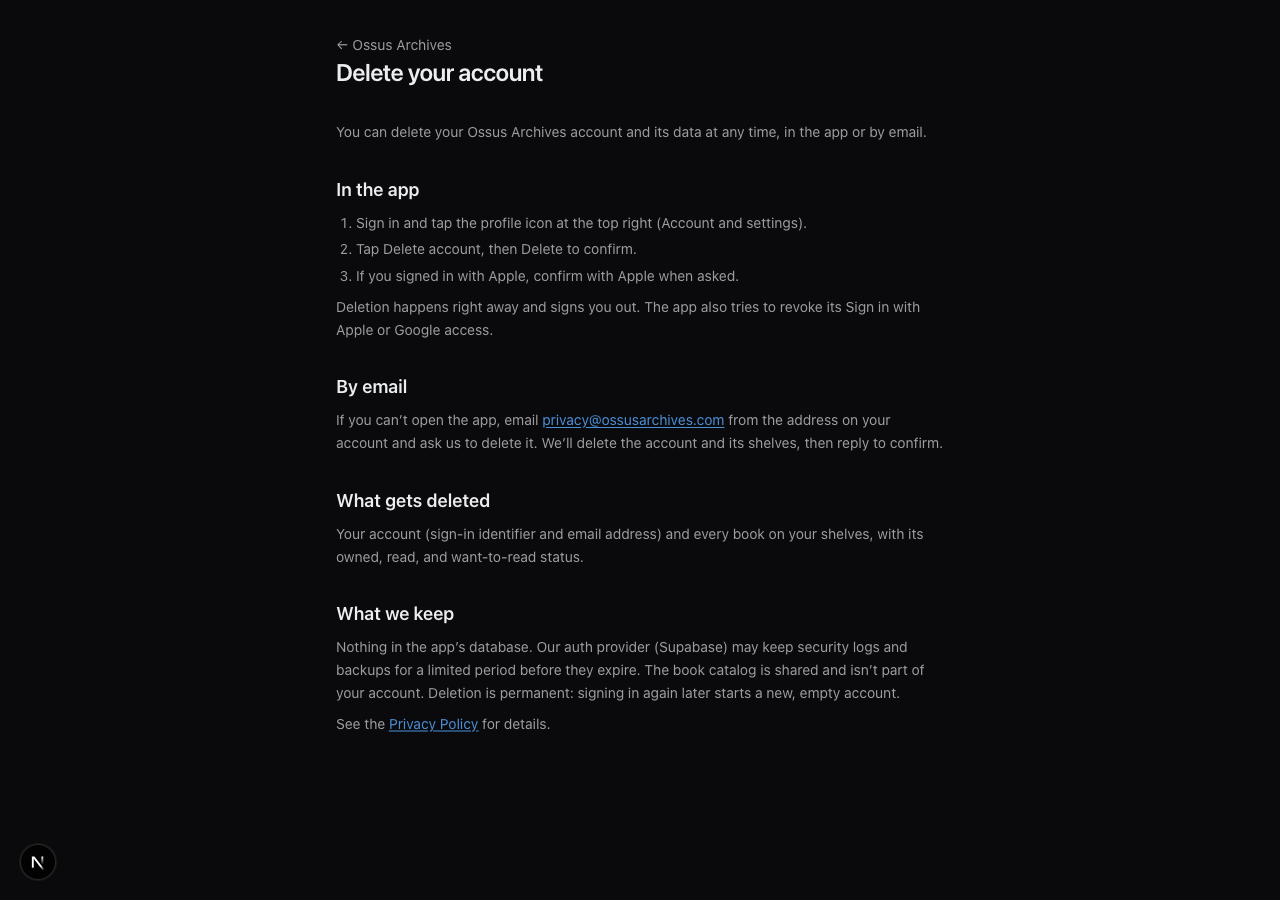 ← Ossus Archives
Delete your account
You can delete your Ossus Archives account and its data at any time, in the app or by email.
In the app
1. Sign in and tap the profile icon at the top right (Account and settings).
2. Tap Delete account, then Delete to confirm.
3. If you signed in with Apple, confirm with Apple when asked.
Deletion happens right away and signs you out. The app also tries to revoke its Sign in with
Apple or Google access.
By email
If you can’t open the app, email privacy@ossusarchives.com from the address on your
account and ask us to delete it. We’ll delete the account and its shelves, then reply to confirm.
What gets deleted
Your account (sign-in identifier and email address) and every book on your shelves, with its
owned, read, and want-to-read status.
What we keep
Nothing in the app’s database. Our auth provider (Supabase) may keep security logs and
backups for a limited period before they expire. The book catalog is shared and isn’t part of
your account. Deletion is permanent: signing in again later starts a new, empty account.
See the Privacy Policy for details.
N